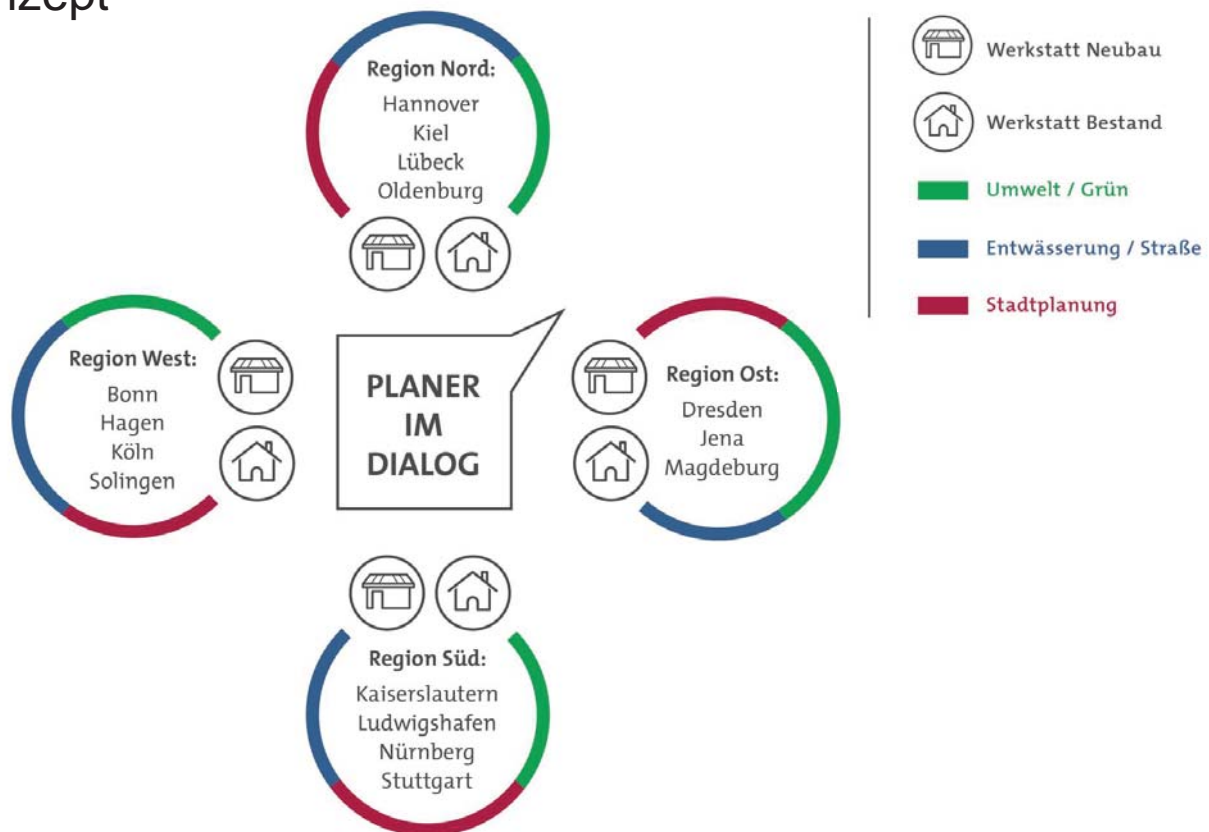 nzept
Region Nord:
Hannover
Kiel
Lübeck
Oldenburg
Werkstatt Neubau
Werkstatt Bestand
Umwelt / Grün
Entwässerung / Straße
Stadtplanung
Region West:
Bonn
Hagen
Köln
Solingen
PLANER
IM
DIALOG
Region Ost:
Dresden
Jena
Magdeburg
Region Süd:
Kaiserslautern
Ludwigshafen
Nürnberg
Stuttgart